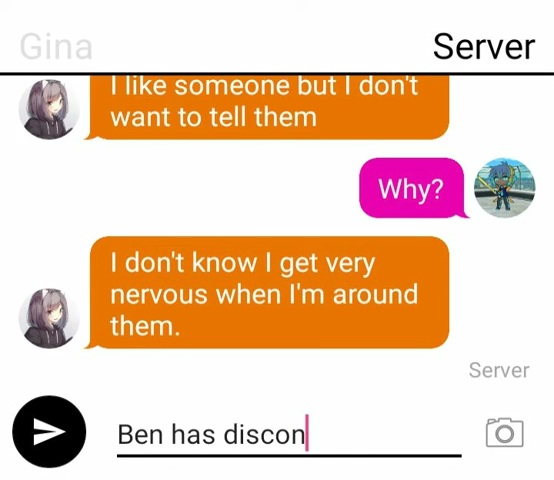 Gina
Server
I like someone but I don't
want to tell them
Why?
I don't know I get very
nervous when I'm around
them.
Server
Ben has discon